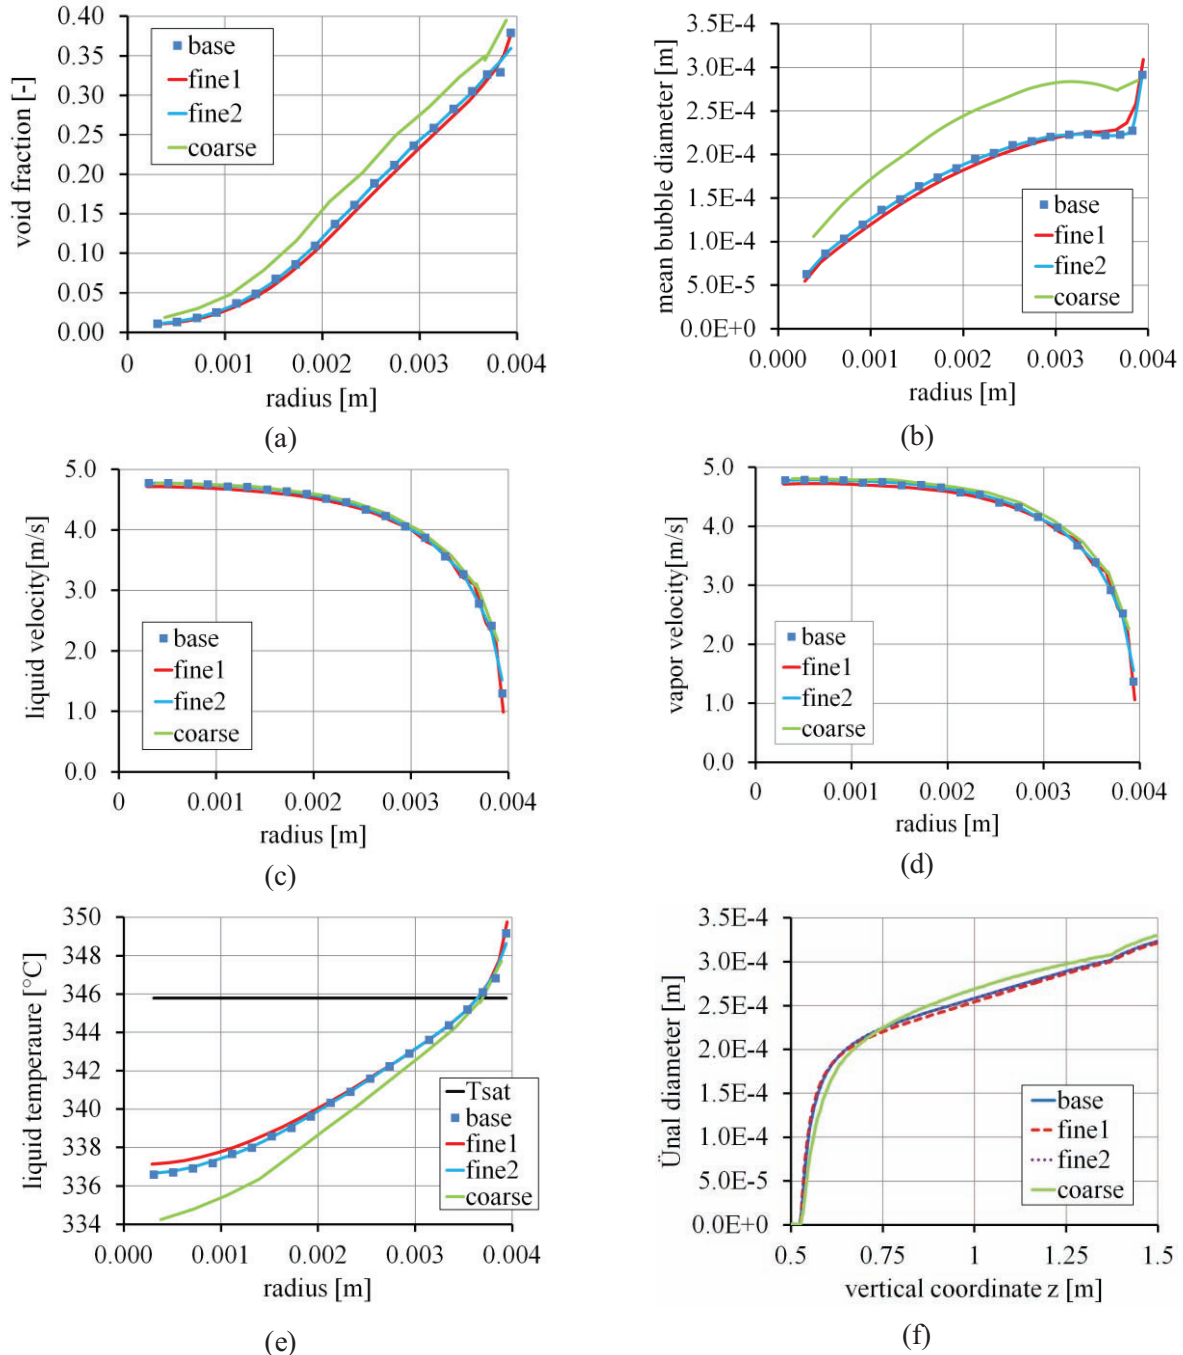 0.40
0.35
0.30
0.25
0.20
0.15
0.10
0.05
0.00
void fraction [-]
base
fine1
fine2
coarse
0
0.001
0.002
0.003
0.004
radius [m]
(a)
3.5E-4
3.0E-4
2.5E-4
2.0E-4
1.5E-4
1.0E-4
5.0E-5
0.0E+0
mean bubble diameter [m]
base
fine1
fine2
coarse
0.000
0.001
0.002
0.003
0.004
radius [m]
(b)
5.0
4.0
3.0
2.0
1.0
0.0
liquid velocity[m/s]
base
fine1
fine2
coarse
0
0.001
0.002
0.003
0.004
radius [m]
(c)
5.0
4.0
3.0
2.0
1.0
0.0
vapor velocity[m/s]
base
fine1
fine2
coarse
0
0.001
0.002
0.003
0.004
radius [m]
(d)
350
348
346
344
342
340
338
336
334
liquid temperaure [°C]
Tsat
base
fine1
fine2
coarse
0.000
0.001
0.002
0.003
0.004
radius [m]
(e)
3.5E-4
3.0E-4
2.5E-4
2.0E-4
1.5E-4
1.0E-4
5.0E-5
0.0E+0
Ünal diameter [m]
base
fine1
fine2
coarse
0.5
0.75
1
1.25
1.5
vertical coordinate z [m]
(f)